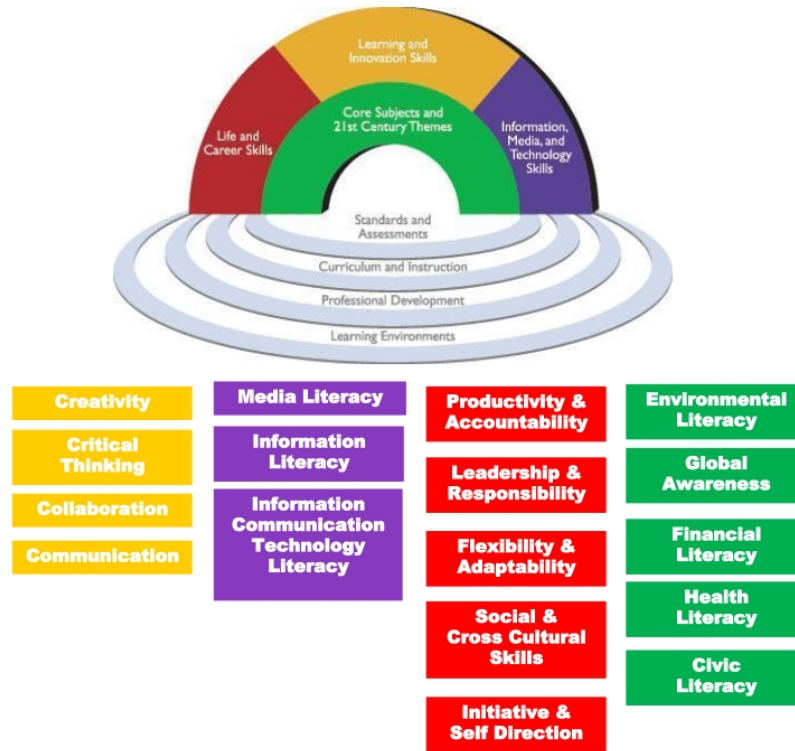 Learning and
Innovation Skills
Core Subjects and
21st Century Themes
Life and
Career Skills
Information,
Media, and
Technology
Skills
Standards and
Assessments
Curriculum and Instruction
Professional Development
Learning Environments
Creativity
Critical
Thinking
Collaboration
Communication
Media Literacy
Information
Literacy
Information
Communication
Technology
Literacy
Productivity &
Accountability
Leadership &
Responsibility
Flexibility &
Adaptability
Social &
Cross Cultural
Skills
Initiative &
Self Direction
Environmental
Literacy
Global
Awareness
Financial
Literacy
Health
Literacy
Civic
Literacy